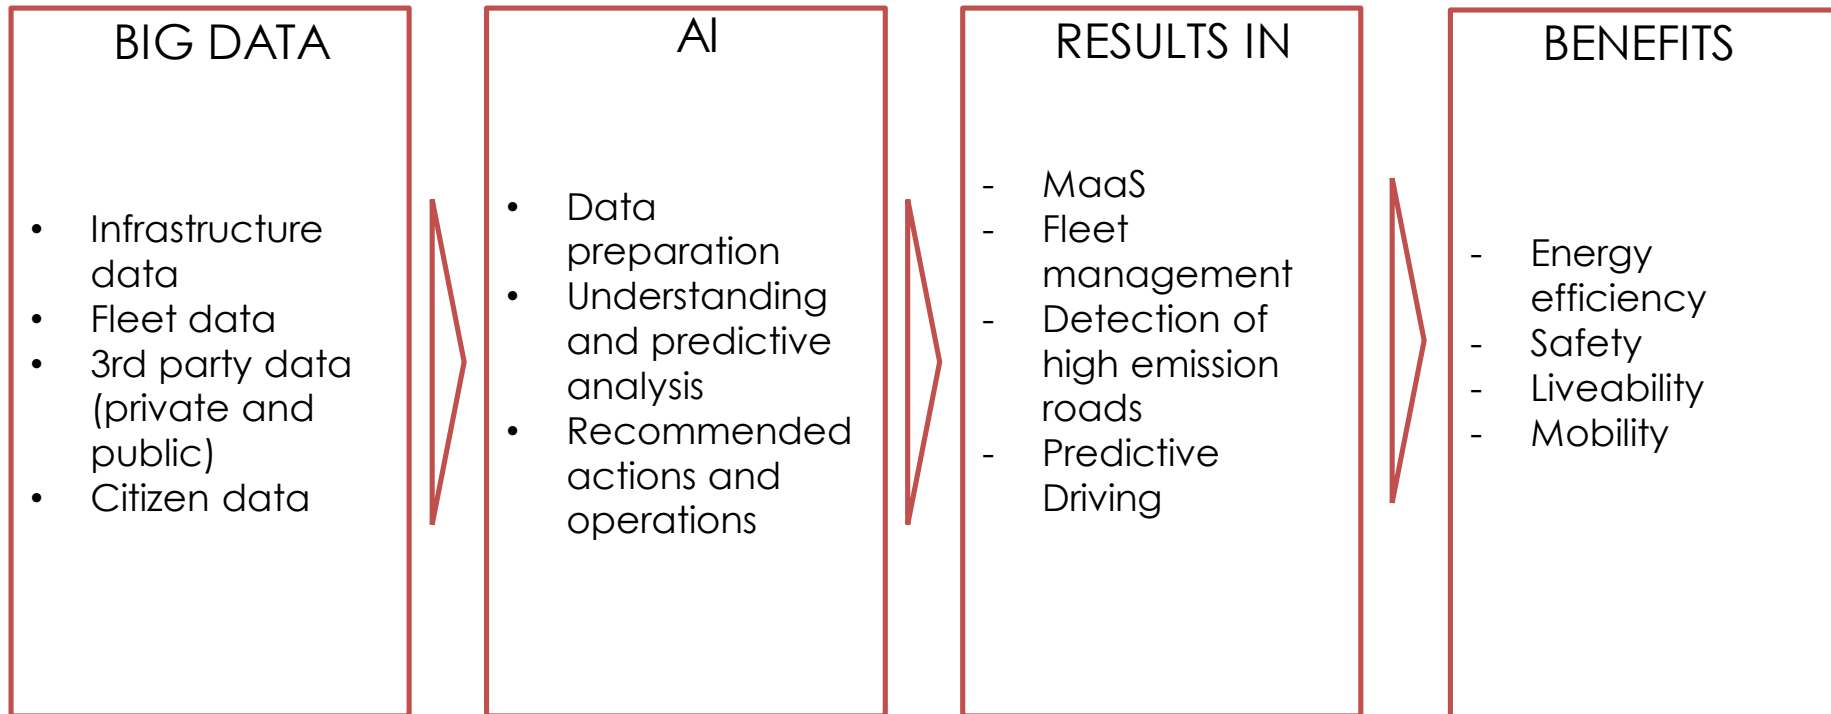 BIG DATA
• Infrastructure
data
• Fleet data
• 3rd party data
(private and
public)
• Citizen data
AI
• Data
preparation
• Understanding
and predictive
analysis
• Recommended
actions and
operations
RESULTS IN
- MaaS
- Fleet
management
- Detection of
high emission
roads
- Predictive
Driving
BENEFITS
- Energy
efficiency
- Safety
- Liveability
- Mobility